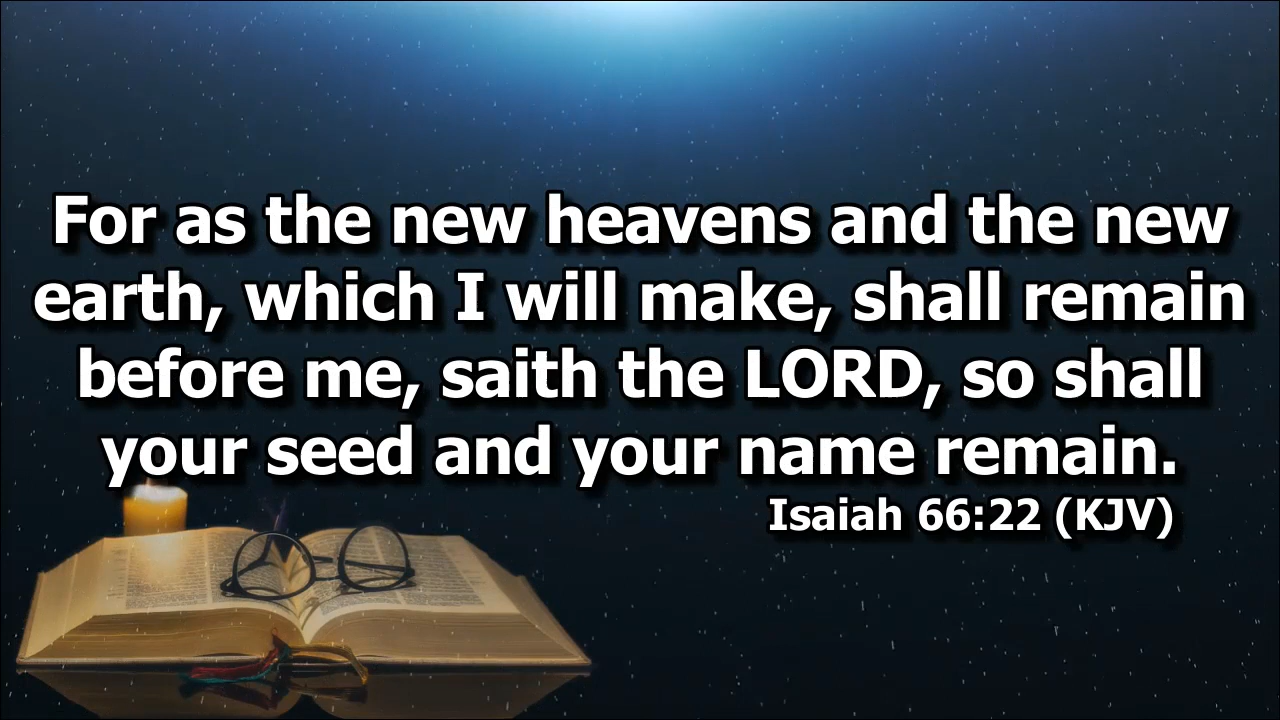 For as the new heavens and the new
earth, which I will make, shall remain
before me, saith the LORD, so shall
your seed and your name remain.
Isaiah 66:22 (KJV)